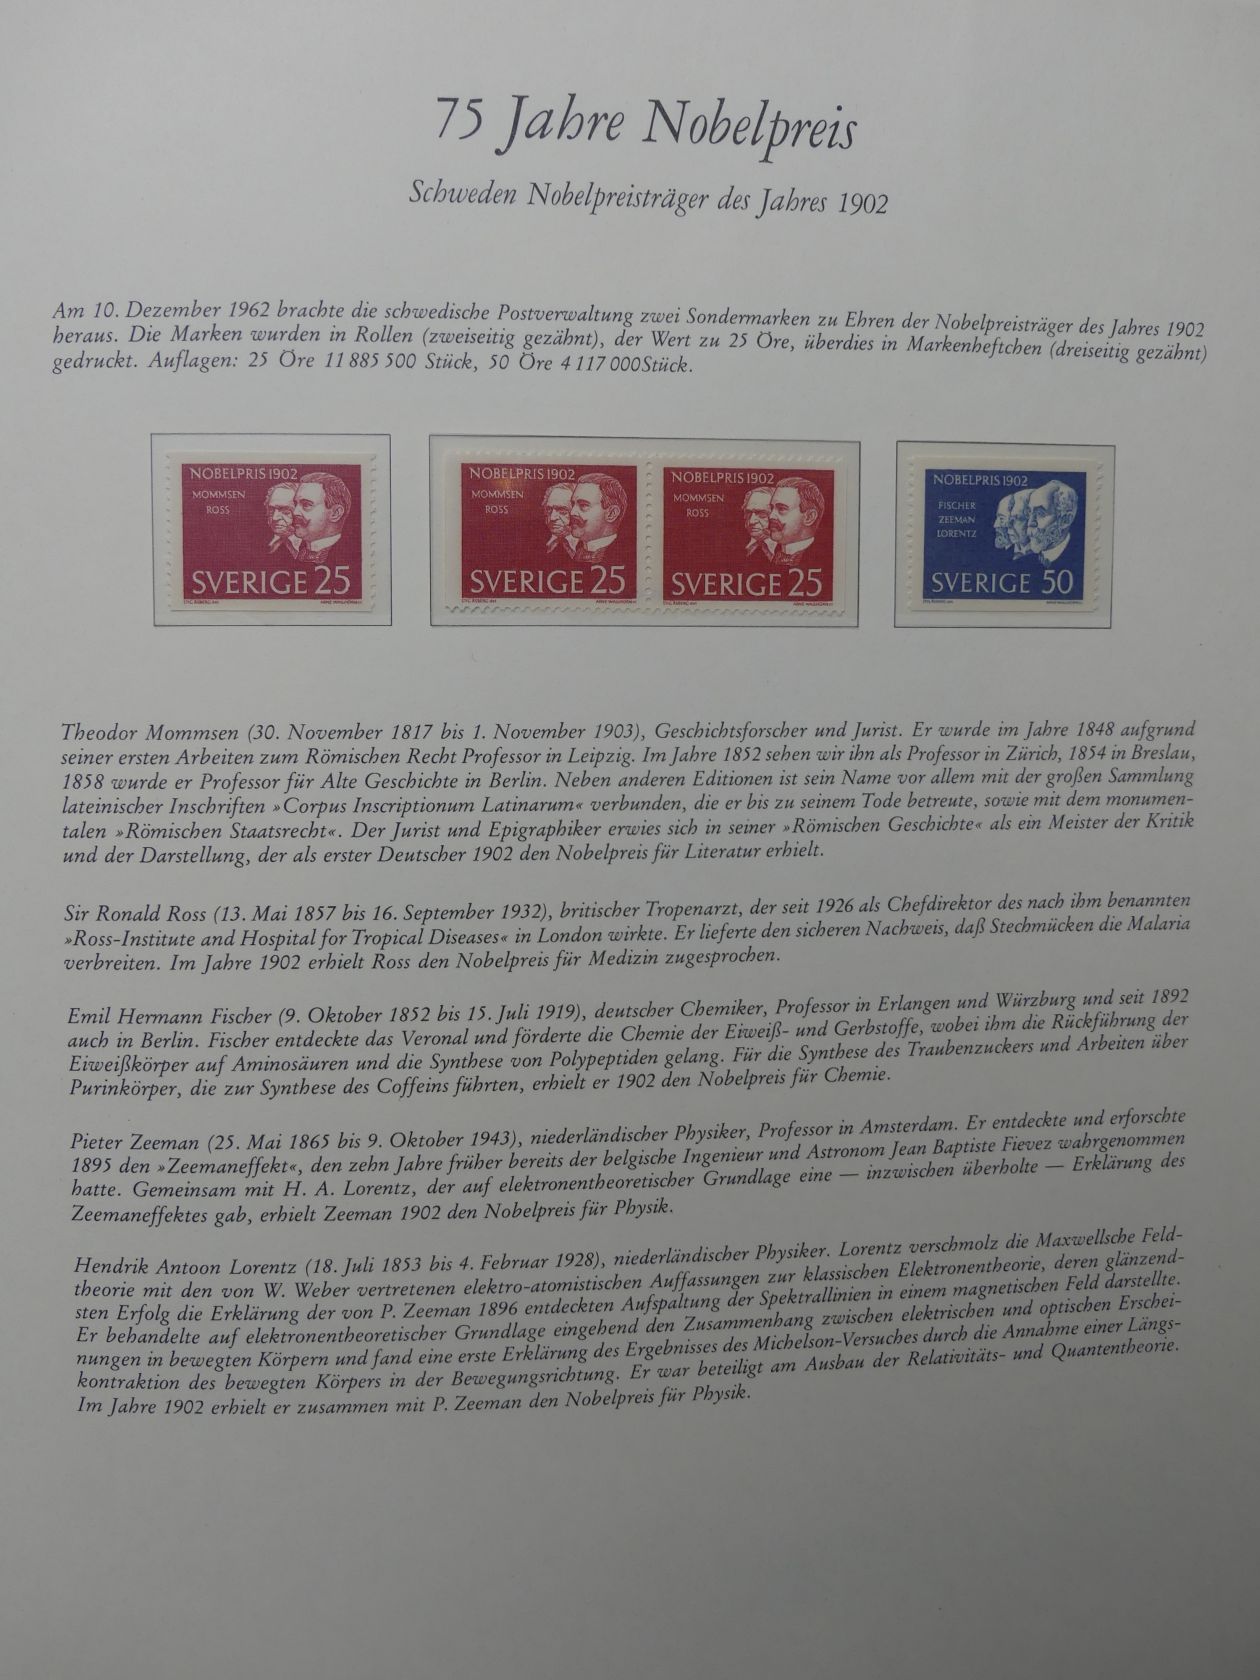 75 Jahre Nobelpreis
Schweden Nobelpreisträger des Jahres 1902
Am 10. Dezember 1962 brachte die schwedische Postverwaltung zwei Sondermarken zu Ehren der Nobelpreisträger des Jahres 1902
heraus. Die Marken wurden in Rollen (zweiseitig gezähnt), der Wert zu 25 Öre, überdies in Markenheftchen (dreiseitig gezähnt)
gedruckt. Auflagen: 25 Öre 11 885 500 Stück, 50 Öre 4 117 000Stück.
NOBELPRIS 1902
MOMMSEN
ROSS
SVERIGE 25
NOBELPRIS 1902
MOMMSEN
ROSS
SVERIGE 25
NOBELPRIS 1902
MOMMSEN
ROSS
SVERIGE 25
NOBELPRIS 1902
FISCHER
ZEEMAN
LORENTZ
SVERIGE 50
Theodor Mommsen (30. November 1817 bis 1. November 1903), Geschichtsforscher und Jurist. Er wurde im Jahre 1848 aufgrund
seiner ersten Arbeiten zum Römischen Recht Professor in Leipzig. Im Jahre 1852 sehen wir ihn als Professor in Zürich, 1854 in Breslau,
1858 wurde er Professor für Alte Geschichte in Berlin. Neben anderen Editionen ist sein Name vor allem mit der großen Sammlung
lateinischer Inschriften »Corpus Inscriptionum Latinarum« verbunden, die er bis zu seinem Tode betreute, sowie mit dem monumen-
talen »Römischen Staatsrecht«. Der Jurist und Epigraphiker erwies sich in seiner »Römischen Geschichte« als ein Meister der Kritik
und der Darstellung, der als erster Deutscher 1902 den Nobelpreis für Literatur erhielt.
Sir Ronald Ross (13. Mai 1857 bis 16. September 1932), britischer Tropenarzt, der seit 1926 als Chefdirektor des nach ihm benannten
»Ross-Institute and Hospital for Tropical Diseases« in London wirkte. Er lieferte den sicheren Nachweis, daß Stechmücken die Malaria
verbreiten. Im Jahre 1902 erhielt Ross den Nobelpreis für Medizin zugesprochen.
Emil Hermann Fischer (9. Oktober 1852 bis 15. Juli 1919), deutscher Chemiker, Professor in Erlangen und Würzburg und seit 1892
auch in Berlin. Fischer entdeckte das Veronal und förderte die Chemie der Eiweiß- und Gerbstoffe, wobei ihm die Rückführung der
Eiweißkörper auf Aminosäuren und die Synthese von Polypeptiden gelang. Für die Synthese des Traubenzuckers und Arbeiten über
Purinkörper, die zur Synthese des Coffeins führten, erhielt er 1902 den Nobelpreis für Chemie.
Pieter Zeeman (25. Mai 1865 bis 9. Oktober 1943), niederländischer Physiker, Professor in Amsterdam. Er entdeckte und erforschte
1895 den »Zeemaneffekt«, den zehn Jahre früher bereits der belgische Ingenieur und Astronom Jean Baptiste Fievez wahrgenommen
hatte. Gemeinsam mit H. A. Lorentz, der auf elektronentheoretischer Grundlage eine — inzwischen überholte — Erklärung des
Zeemaneffektes gab, erhielt Zeeman 1902 den Nobelpreis für Physik.
Hendrik Antoon Lorentz (18. Juli 1853 bis 4. Februar 1928), niederländischer Physiker. Lorentz verschmolz die Maxwellsche Feld-
theorie mit den von W. Weber vertretenen elektro-atomistischen Auffassungen zur klassischen Elektronentheorie, deren glänzend-
sten Erfolg die Erklärung der von P. Zeeman 1896 entdeckten Aufspaltung der Spektrallinien in einem magnetischen Feld darstellte.
Er behandelte auf elektronentheoretischer Grundlage eingehend den Zusammenhang zwischen elektrischen und optischen Erschei-
nungen in bewegten Körpern und fand eine erste Erklärung des Ergebnisses des Michelson-Versuches durch die Annahme einer Längs-
kontraktion des bewegten Körpers in der Bewegungsrichtung. Er war beteiligt am Ausbau der Relativitäts- und Quantentheorie.
Im Jahre 1902 erhielt er zusammen mit P. Zeeman den Nobelpreis für Physik.